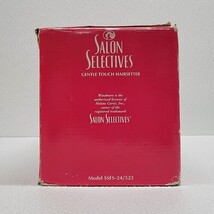 SALON
SELECTIVES
GENTLE TOUCH HAIRSETTER
Windmere is the
authorized licensee of
Helene Curtis, Inc.,
owner of the
registered trademark
SALON SELECTIVES
Model SSFS-24/523